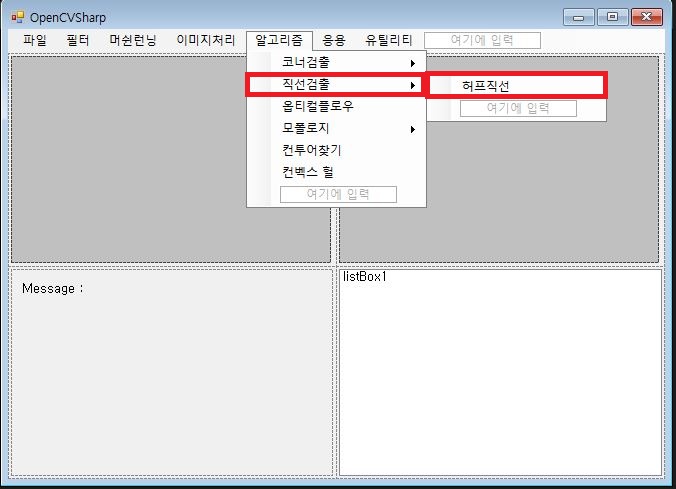 OpenCVSharp
파일 필터 머쉰런닝 이미지처리 알고리즘 응용 유틸리티 여기에 입력
코너검출
직선검출
허프직선
옵티컬플로우
여기에 입력
모폴로지
컨투어찾기
컨벡스 헐
여기에 입력
Message :
listBox1